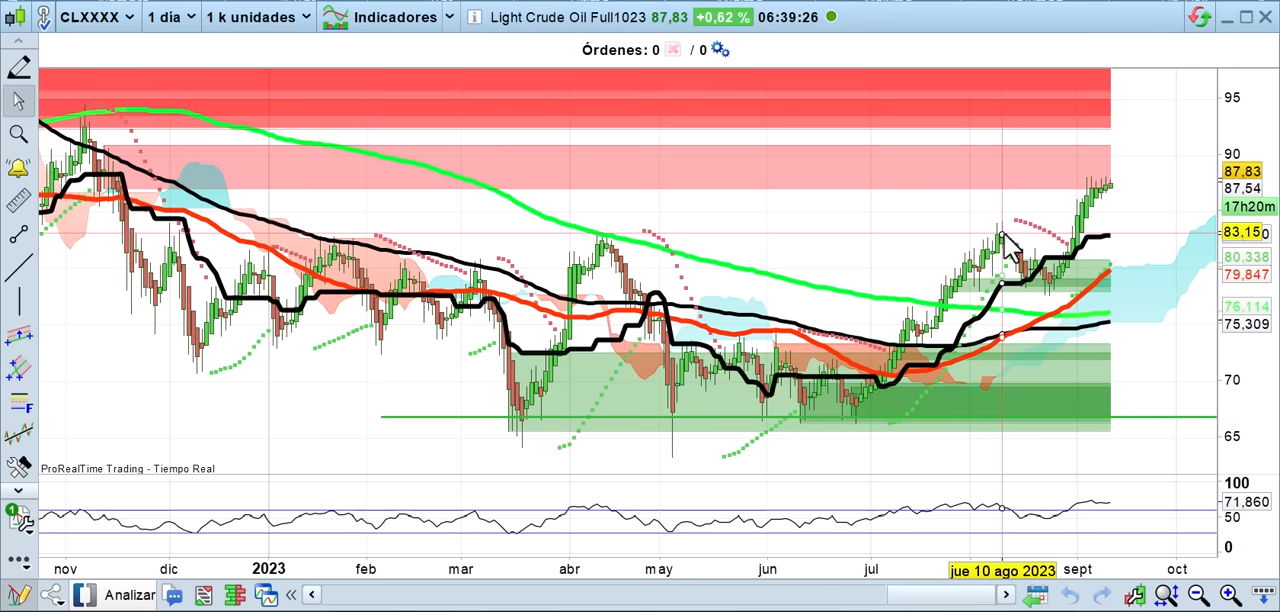 CLXXXX 1 día 1 k unidades Indicadores Light Crude Oil Full1023 87,83 +0,62 % 06:39:26
Órdenes: 0 / 0
95
90
87,83
87,54
17h20m
83,150
80,338
79,847
76,114
75,309
70
65
ProRealTime Trading - Tiempo Real
100
71,860
50
0
nov dic 2023 feb mar abr may jun jul jue 10 ago 2023 sept oct
F
1
Analizar